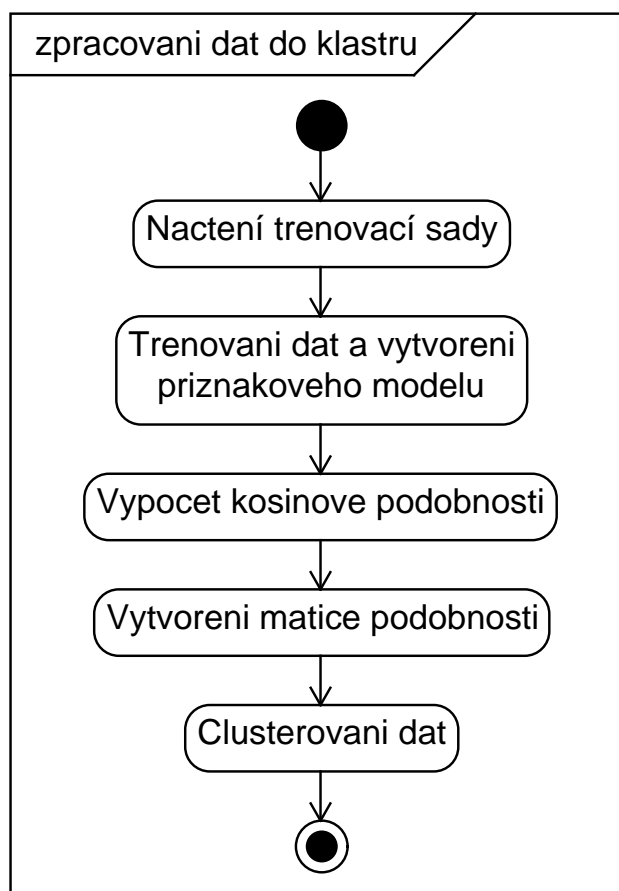 zpracovani dat do klastru
Nactení trenovací sady
Trenovani dat a vytvoreni
priznakoveho modelu
Vypocet kosinove podobnosti
Vytvoreni matice podobnosti
Clusterovani dat